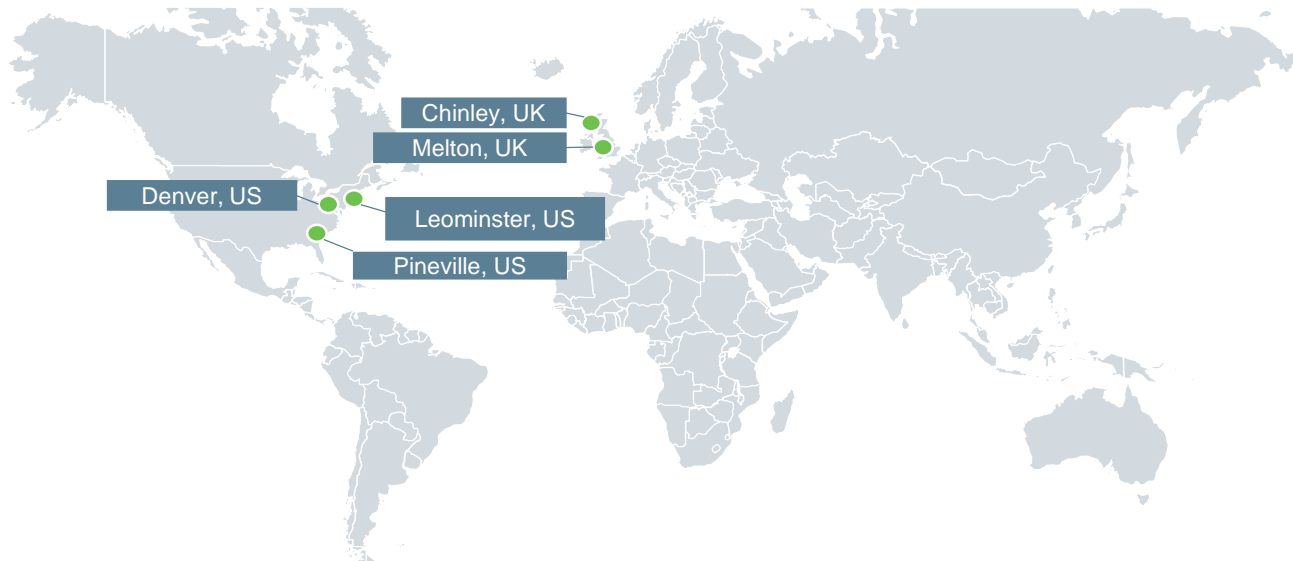 Chinley, UK
Melton, UK
Denver, US
Leominster, US
Pineville, US